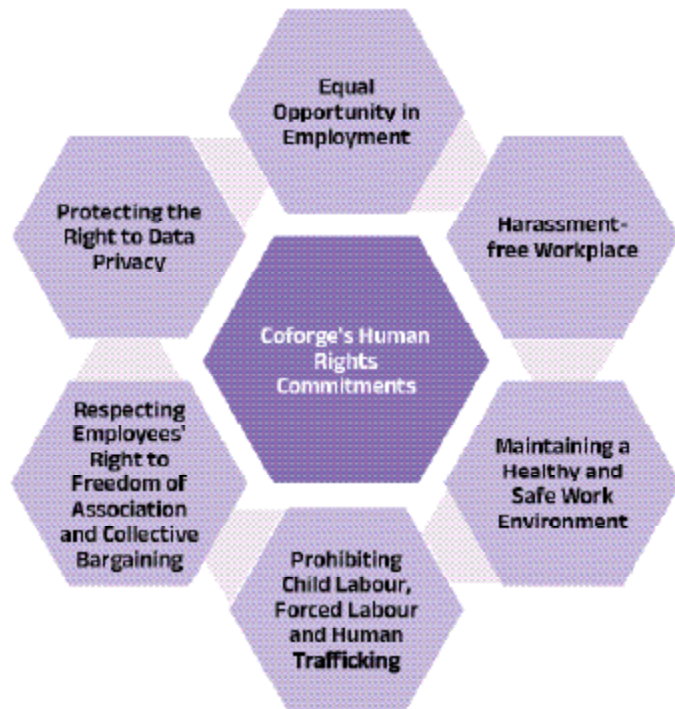 Equal
Opportunity in
Employment
Protecting the
Right to Data
Privacy
Harassment-
free Workplace
Coforge's Human
Rights
Commitments
Respecting
Employees'
Right to
Freedom of
Association
and Collective
Bargaining
Maintaining a
Healthy and
Safe Work
Environment
Prohibiting
Child Labour,
Forced Labour
and Human
Trafficking